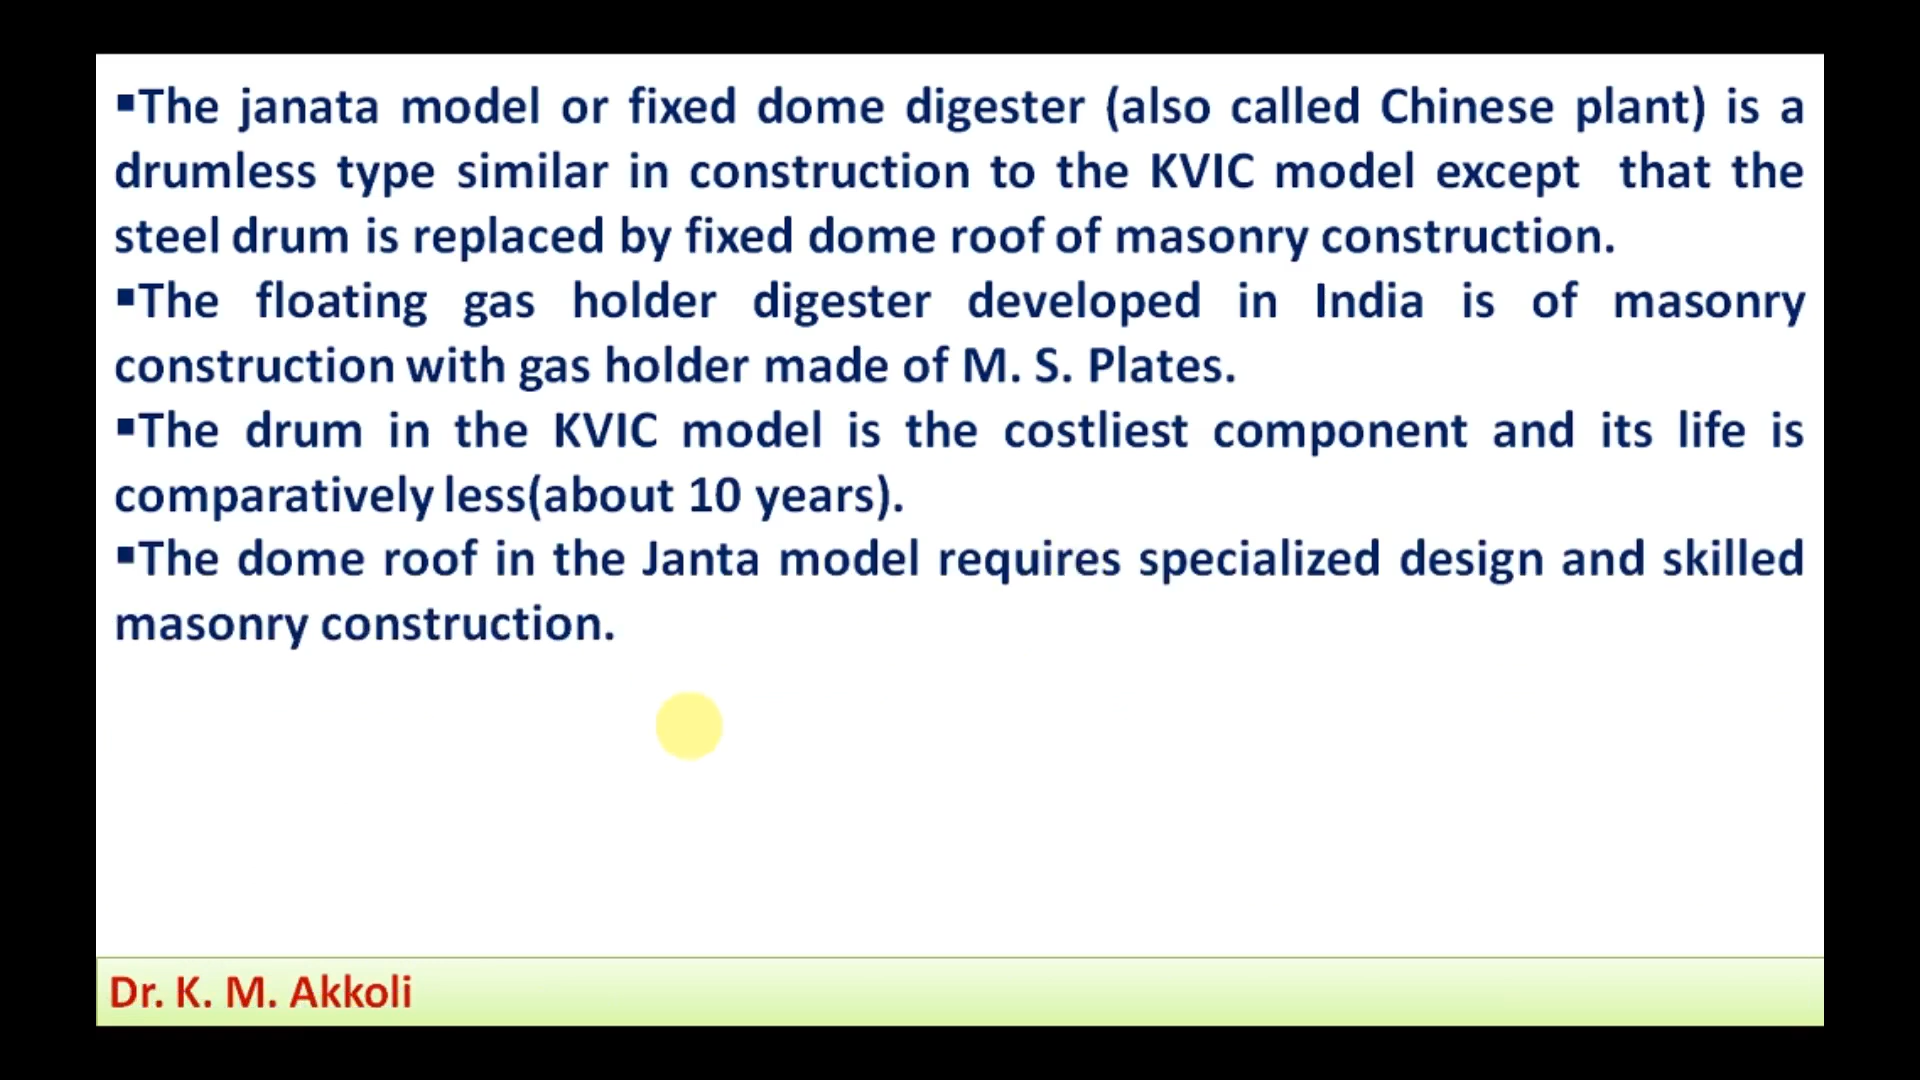 ▪The janata model or fixed dome digester (also called Chinese plant) is a
drumless type similar in construction to the KVIC model except that the
steel drum is replaced by fixed dome roof of masonry construction.
▪The floating gas holder digester developed in India is of masonry
construction with gas holder made of M. S. Plates.
▪The drum in the KVIC model is the costliest component and its life is
comparatively less(about 10 years).
▪The dome roof in the Janta model requires specialized design and skilled
masonry construction.
Dr. K. M. Akkoli